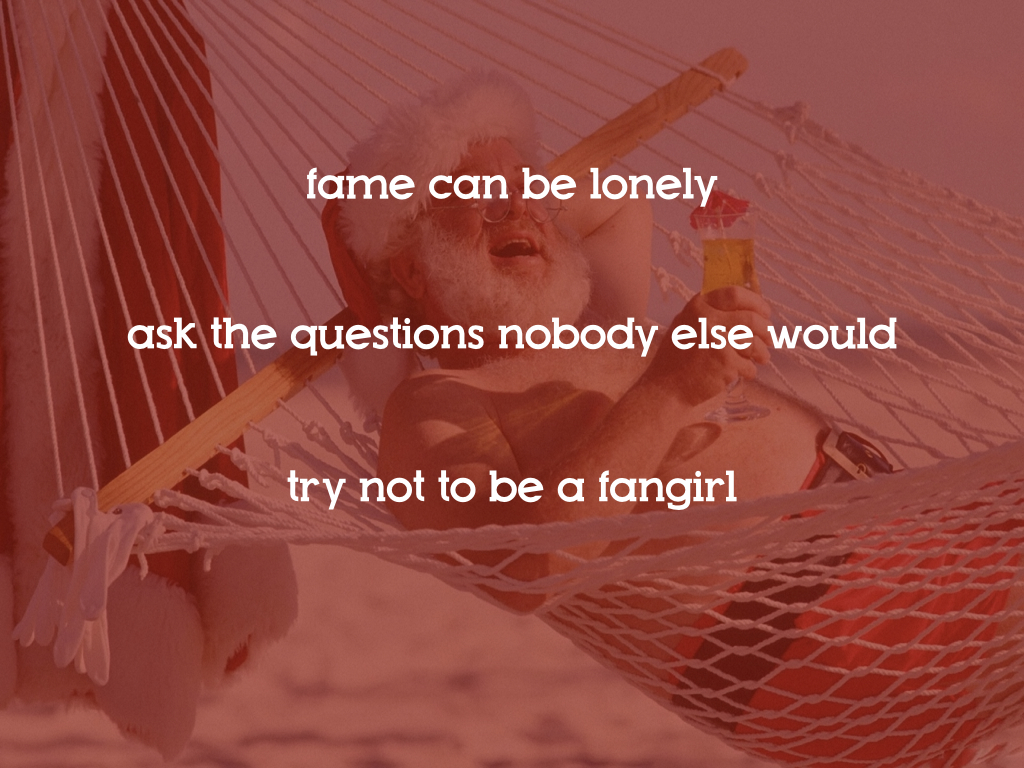 fame can be lonely
ask the questions nobody else would
try not to be a fangirl